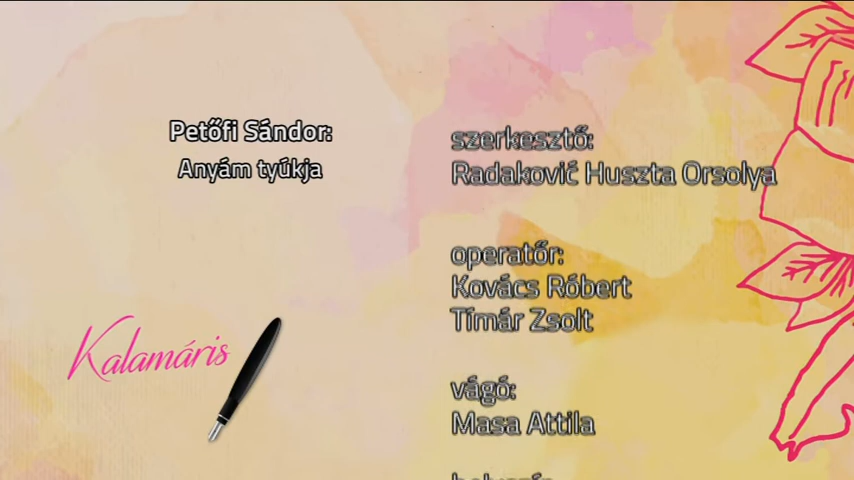 Petőfi Sándor:
Anyám tyúkja
Kalamáris
szerkesztő:
Radaković Huszta Orsolya
operatőr:
Kovács Róbert
Tímár Zsolt
vágó:
Masa Attila